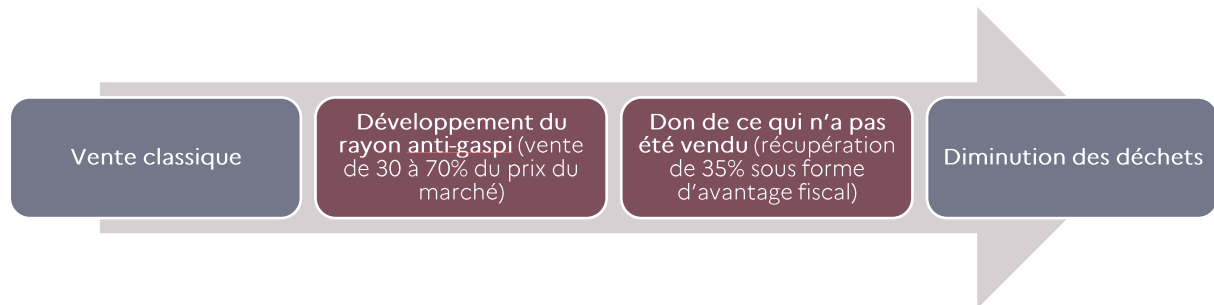 Vente classique
Développement du
rayon anti-gaspi (vente
de 30 à 70% du prix du
marché)
Don de ce qui n'a pas
été vendu (récupération
de 35% sous forme
d'avantage fiscal)
Diminution des déchets